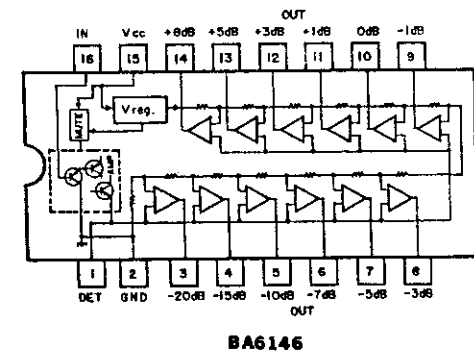 OUT
IN Vcc +8dB +5dB +3dB +1dB 0dB -1dB
16 15 14 13 12 11 10 9
Vreg.
MUTE
AMP
1 2 3 4 5 6 7 8
DET GND -20dB -15dB -10dB -7dB -5dB -3dB
OUT
BA6146